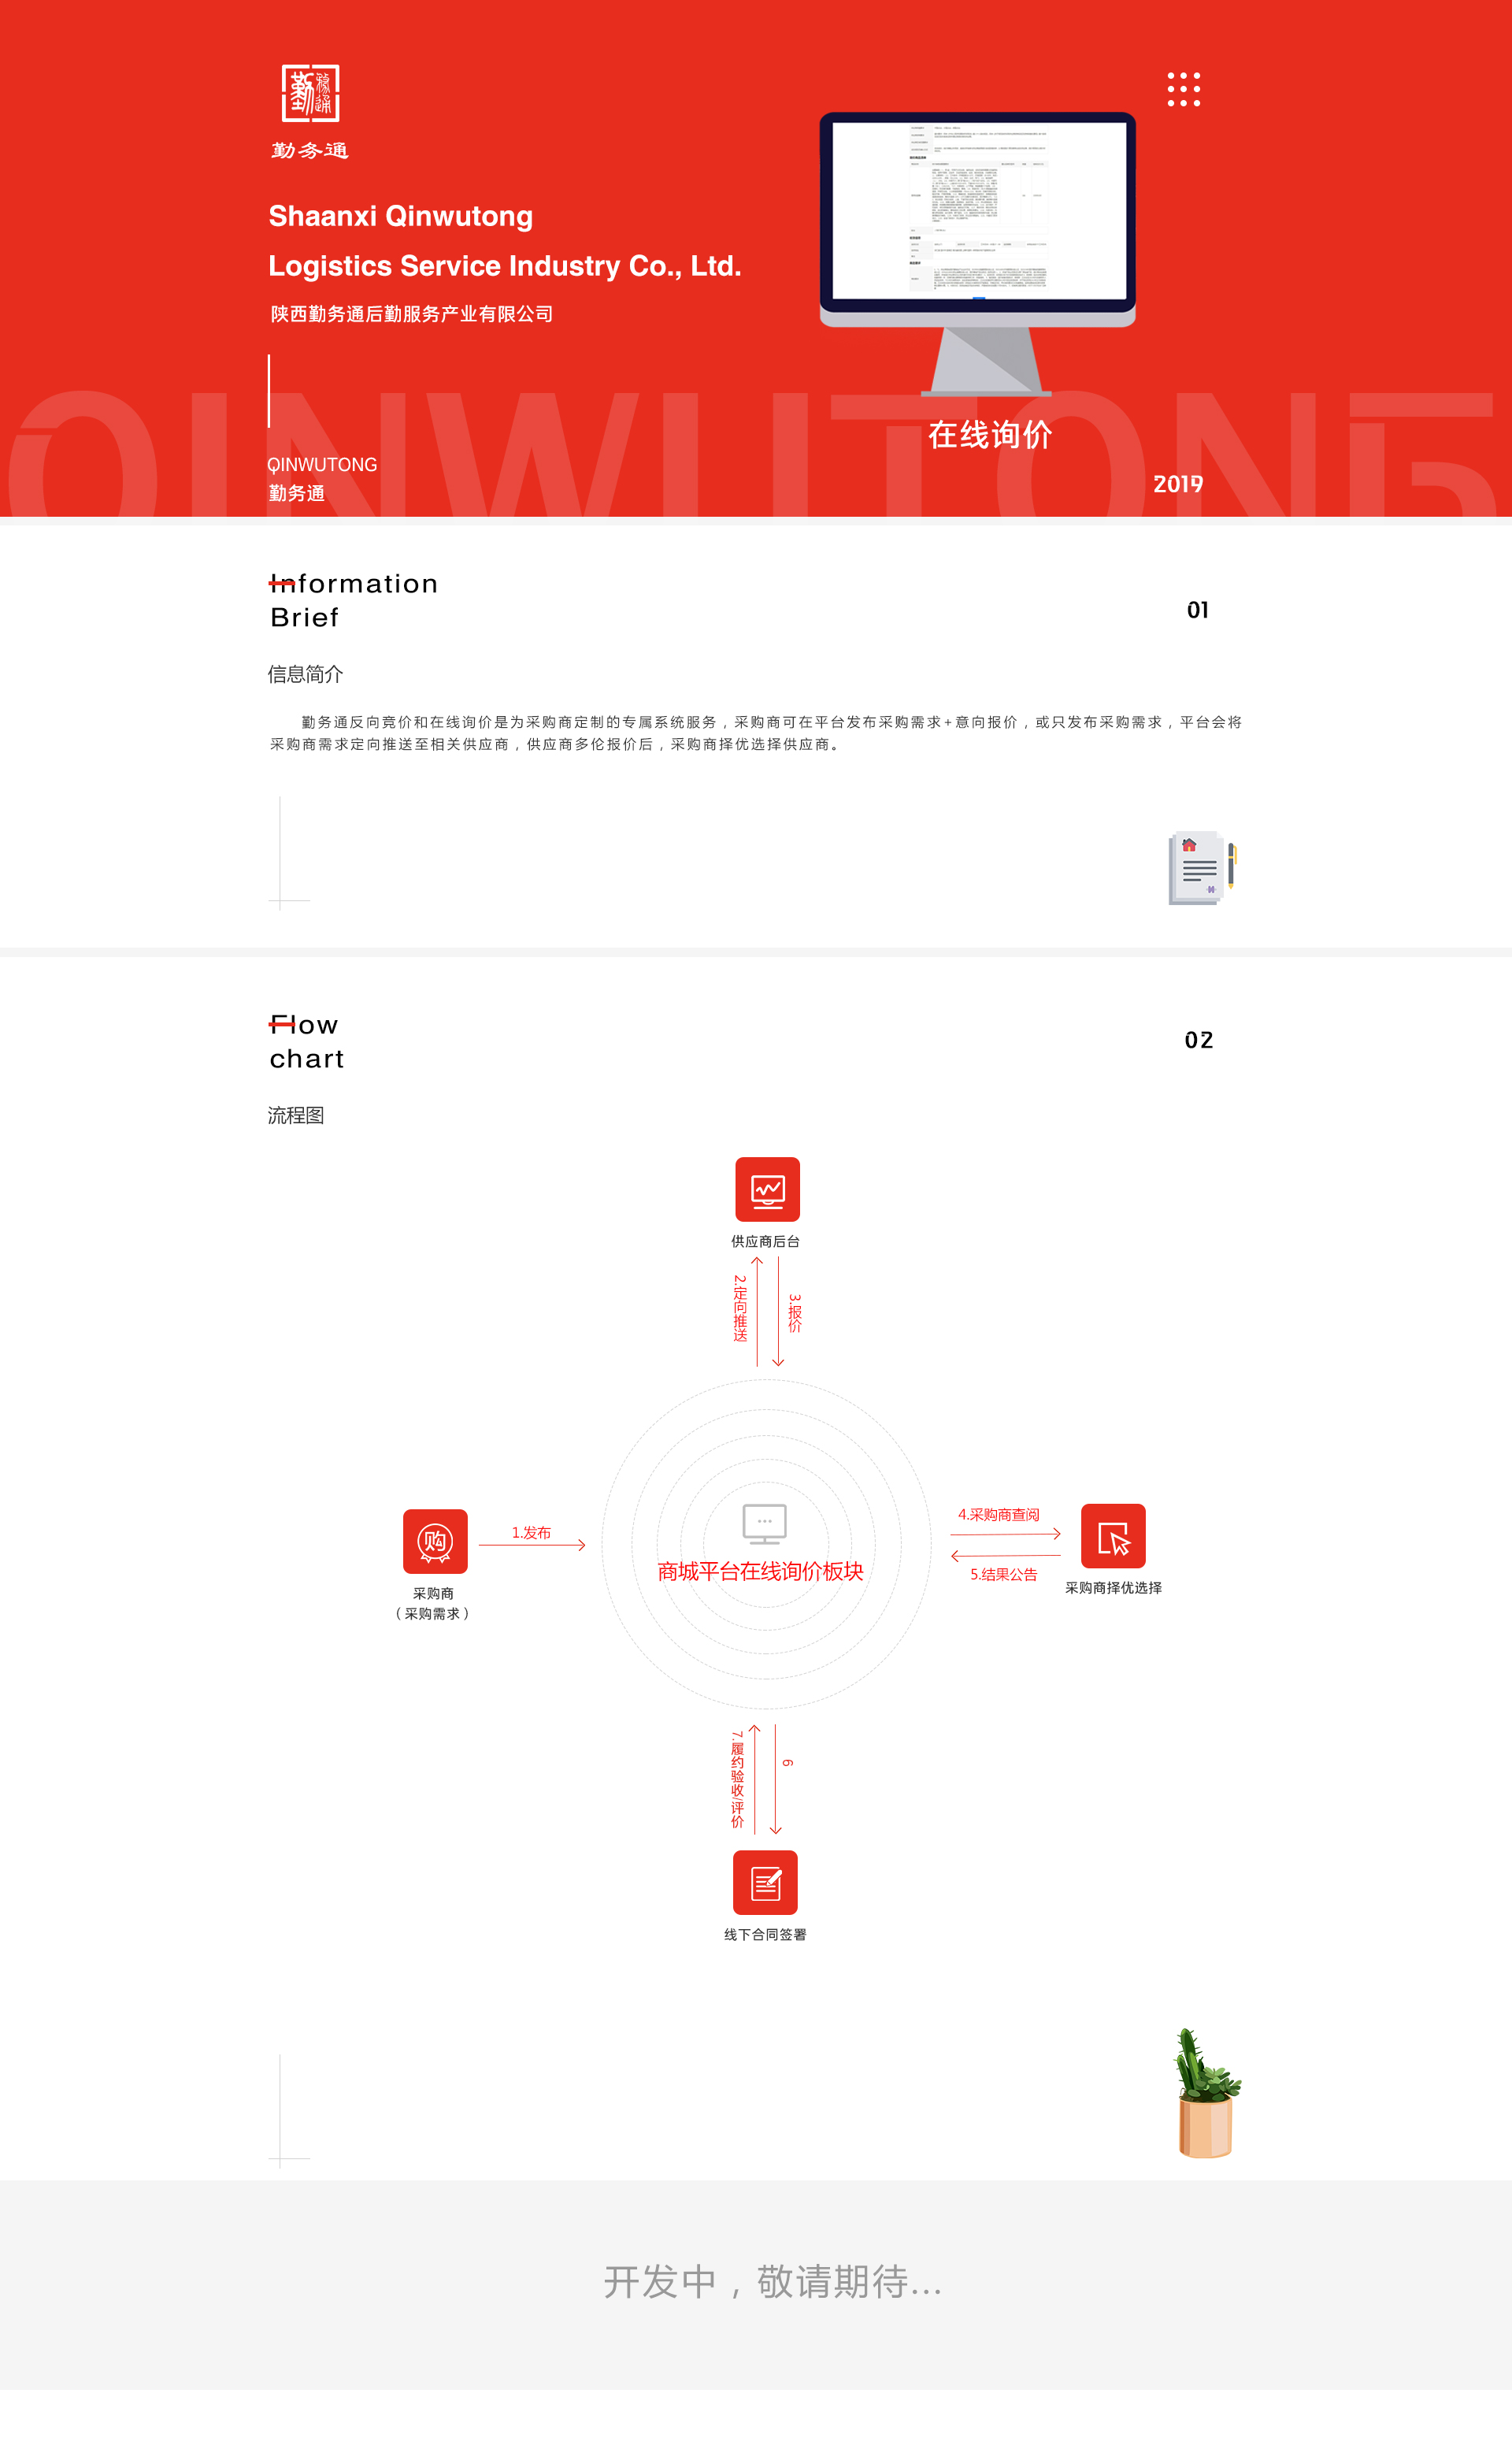 勤务通
Shaanxi Qinwutong
Logistics Service Industry Co., Ltd.
陕西勤务通后勤服务产业有限公司
QINWUTONG
在线询价
QINWUTONG
勤务通
2019
Information
Brief
01
信息简介
勤务通反向竞价和在线询价是为采购商定制的专属系统服务，采购商可在平台发布采购需求+意向报价，或只发布采购需求，平台会将
采购商需求定向推送至相关供应商，供应商多伦报价后，采购商择优选择供应商。
Flow
chart
02
流程图
供应商后台
2.定向推送
3.报价
购
1.发布
采购商
（采购需求）
商城平台在线询价板块
4.采购商查阅
5.结果公告
采购商择优选择
7.履约验收/评价
6
线下合同签署
开发中，敬请期待...